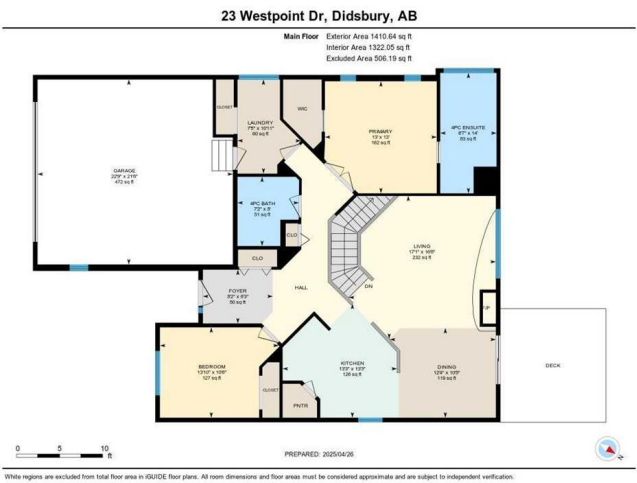 23 Westpoint Dr, Didsbury, AB
Main Floor Exterior Area 1410.64 sq ft
Interior Area 1322.05 sq ft
Excluded Area 506.19 sq ft
CLOSET
LAUNDRY
7'5" x 10'11"
80 sq ft
WIC
PRIMARY
13' x 13'
162 sq ft
4PC ENSUITE
6'7" x 14'
83 sq ft
GARAGE
22'9" x 21'6"
472 sq ft
4PC BATH
7'3" x 8'
51 sq ft
CLO
LIVING
17'1" x 16'8"
232 sq ft
CLO
FOYER
8'2" x 6'3"
50 sq ft
HALL
DN
F/P
BEDROOM
13'10" x 10'6"
127 sq ft
CLOSET
KITCHEN
13'3" x 13'3"
126 sq ft
PNTR
DINING
12'4" x 10'5"
119 sq ft
DECK
0 5 10
ft
PREPARED: 2025/04/26
N
White regions are excluded from total floor area in iGUIDE floor plans. All room dimensions and floor areas must be considered approximate and are subject to independent verification.